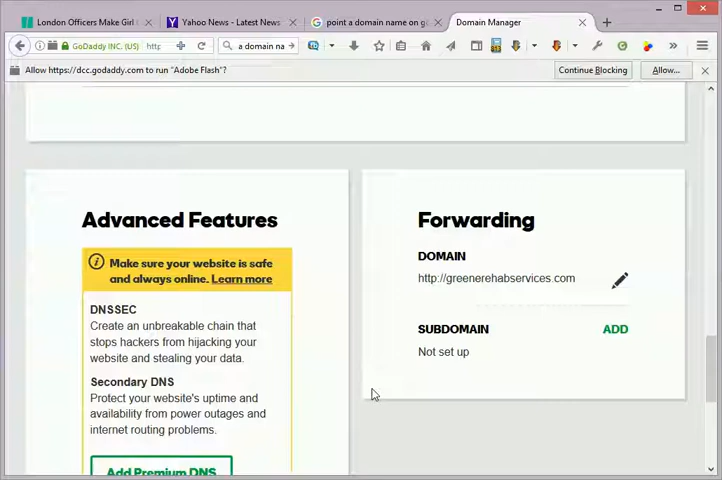 London Officers Make Girl
Yahoo News - Latest News
point a domain name on g
Domain Manager
GoDaddy INC. (US)
http:
a domain na
Allow https://dcc.godaddy.com to run "Adobe Flash"?
Continue Blocking
Allow...
Advanced Features
Make sure your website is safe
and always online. Learn more
DNSSEC
Create an unbreakable chain that
stops hackers from hijacking your
website and stealing your data.
Secondary DNS
Protect your website's uptime and
availability from power outages and
internet routing problems.
Add Premium DNS
Forwarding
DOMAIN
http://greenerehabservices.com
SUBDOMAIN
ADD
Not set up